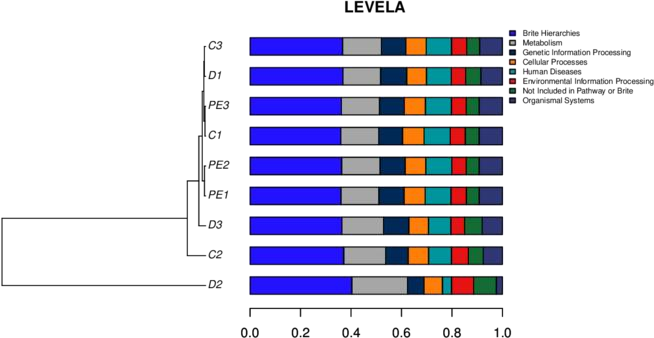 LEVELA
C3
D1
PE3
C1
PE2
PE1
D3
C2
D2
Brite Hierarchies
Metabolism
Genetic Information Processing
Cellular Processes
Human Diseases
Environmental Information Processing
Not Included in Pathway or Brite
Organismal Systems
0.0 0.2 0.4 0.6 0.8 1.0